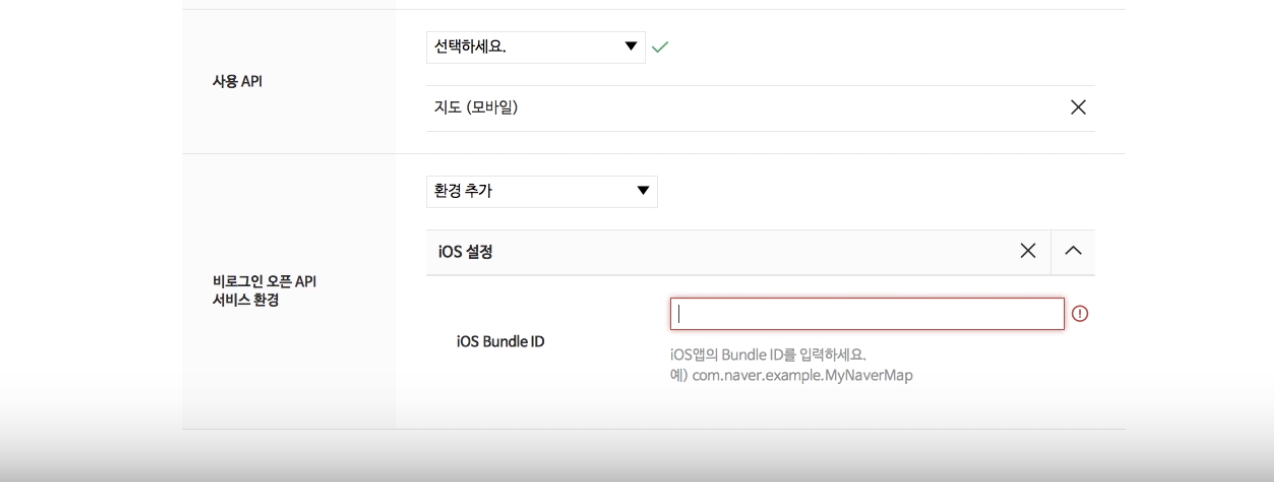 선택하세요.
사용 API
지도 (모바일)
환경 추가
iOS 설정
비로그인 오픈 API
서비스 환경
iOS Bundle ID
iOS앱의 Bundle ID를 입력하세요.
예) com.naver.example.MyNaverMap